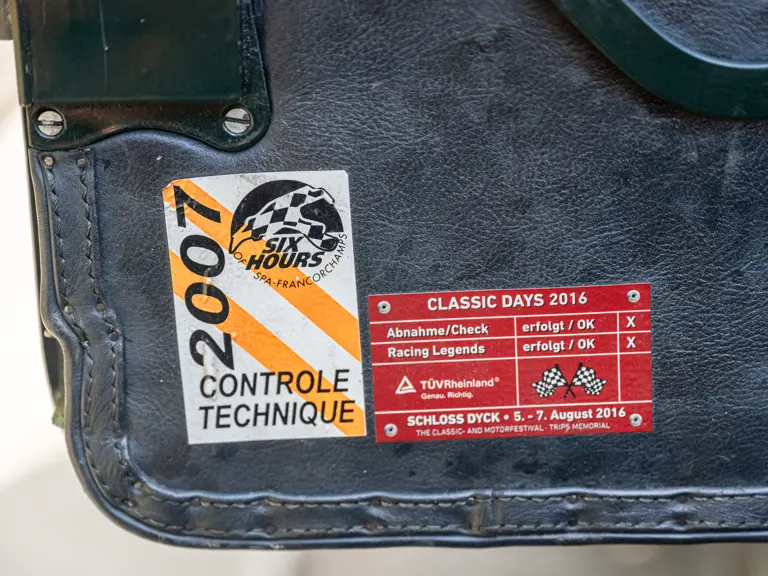 2007
SIX
HOURS
OF SPA-FRANCORCHAMPS
CONTROLE
TECHNIQUE
CLASSIC DAYS 2016
Abnahme/Check erfolgt / OK X
Racing Legends erfolgt / OK X
TÜVRheinland®
Genau. Richtig.
SCHLOSS DYCK • 5. - 7. August 2016
THE CLASSIC- AND MOTORFESTIVAL · TRIPS MEMORIAL